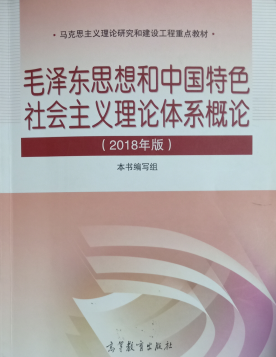 ·马克思主义理论研究和建设工程重点教材·
毛泽东思想和中国特色
社会主义理论体系概论
(2018年版)
本书编写组
高等教育出版社